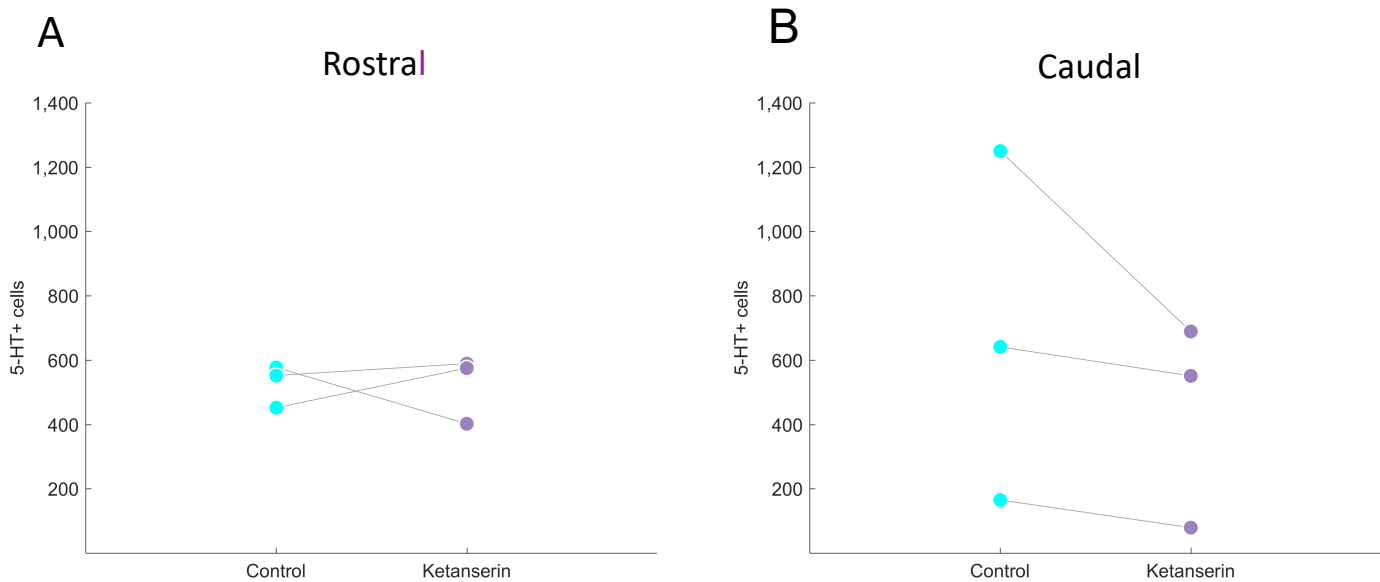 A
Rostral
1,400
1,200
1,000
800
600
400
200
5-HT+ cells
Control Ketanserin
B
Caudal
1,400
1,200
1,000
800
600
400
200
5-HT+ cells
Control Ketanserin